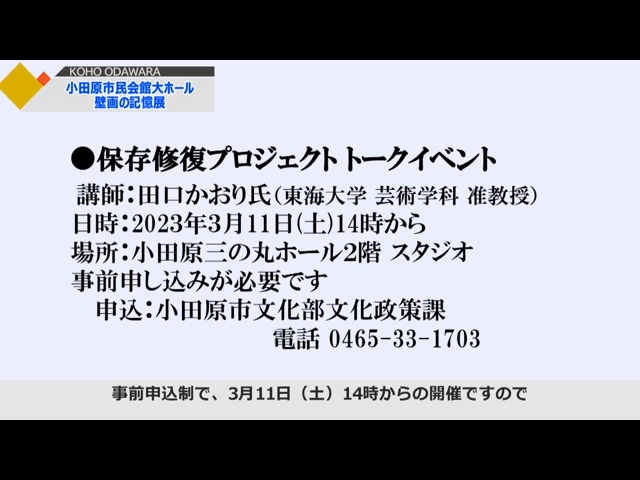 KOHO ODAWARA
小田原市民会館大ホール
壁画の記憶展
●保存修復プロジェクト トークイベント
講師：田口かおり氏（東海大学 芸術学科 准教授）
日時：2023年3月11日(土)14時から
場所：小田原三の丸ホール2階 スタジオ
事前申し込みが必要です
申込：小田原市文化部文化政策課
電話 0465-33-1703
事前申込制で、3月11日（土）14時からの開催ですので